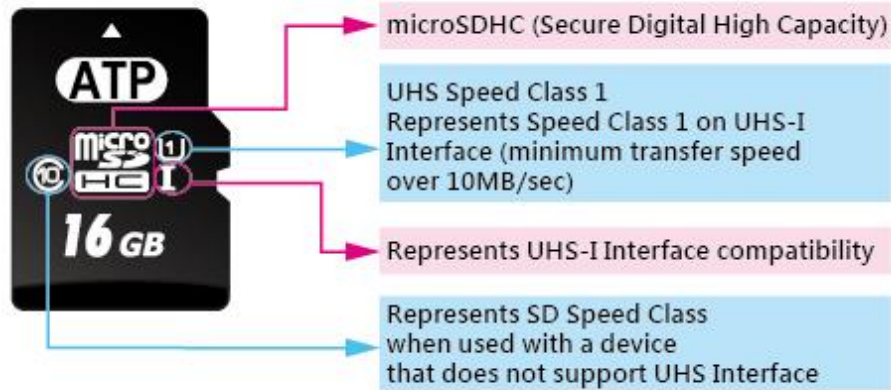 ATP
micro
SD
HC
1
I
10
16 GB
microSDHC (Secure Digital High Capacity)
UHS Speed Class 1
Represents Speed Class 1 on UHS-I
Interface (minimum transfer speed
over 10MB/sec)
Represents UHS-I Interface compatibility
Represents SD Speed Class
when used with a device
that does not support UHS Interface